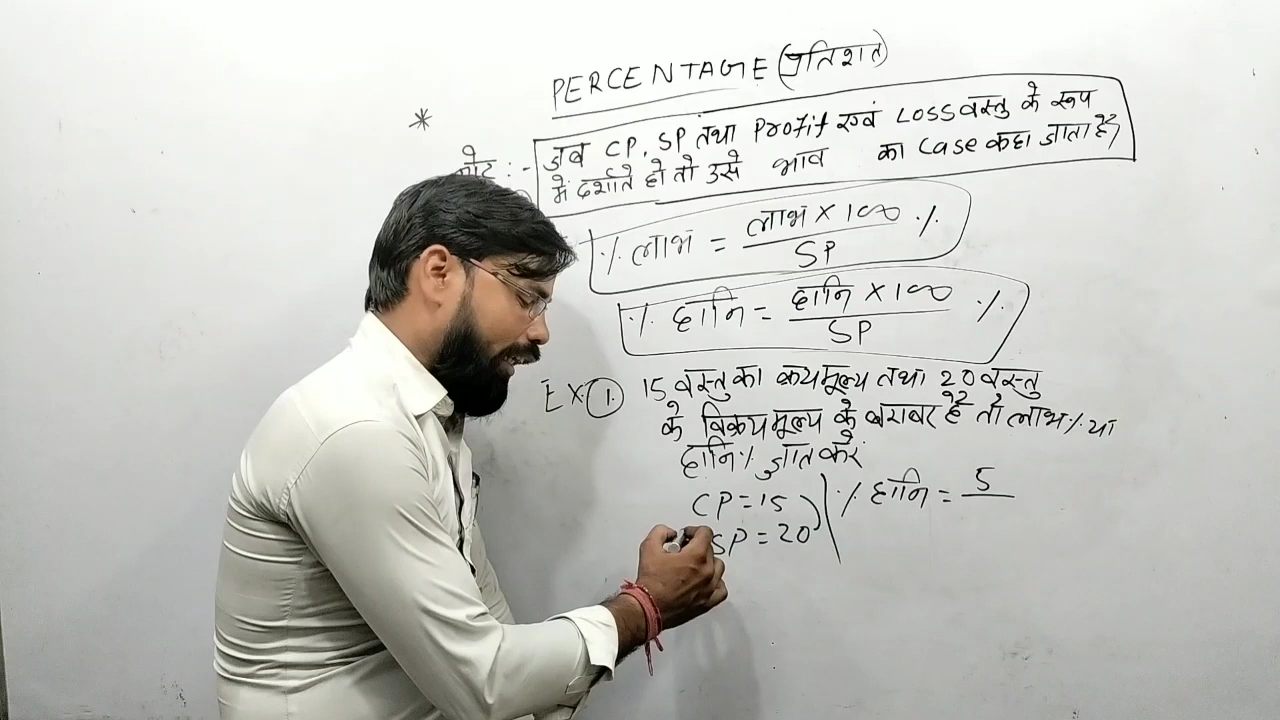 PERCENTAGE (प्रतिशत)
*
नोट :- जब CP, SP तथा Profit एवं LOSS वस्तु के रूप
में दर्शाते हो तो उसे भाव का Case कहा जाता है
% लाभ = लाभ × 100 %
SP
% हानि = हानि × 100 %
SP
EX. 1. 15 वस्तु का क्रयमूल्य तथा 20 वस्तु
के विक्रयमूल्य के बराबर है तो लाभ % या
हानि % ज्ञात करें
CP = 15 % हानि = 5
SP = 20